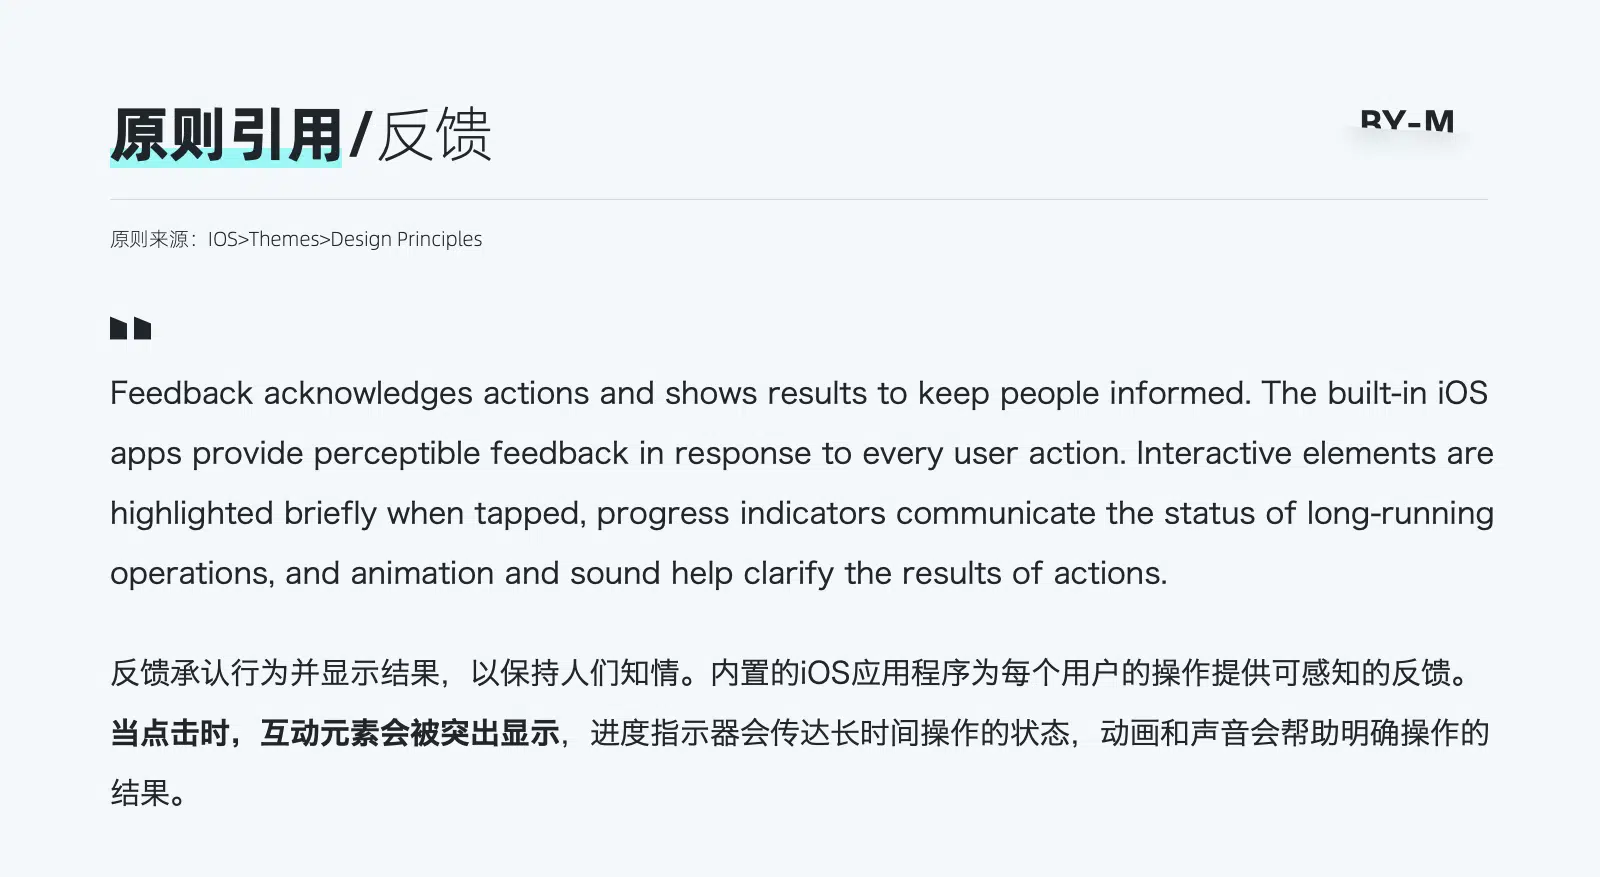 原则引用/反馈
BY-M
原则来源：IOS>Themes>Design Principles
Feedback acknowledges actions and shows results to keep people informed. The built-in iOS
apps provide perceptible feedback in response to every user action. Interactive elements are
highlighted briefly when tapped, progress indicators communicate the status of long-running
operations, and animation and sound help clarify the results of actions.
反馈承认行为并显示结果，以保持人们知情。内置的iOS应用程序为每个用户的操作提供可感知的反馈。
当点击时，互动元素会被突出显示，进度指示器会传达长时间操作的状态，动画和声音会帮助明确操作的
结果。